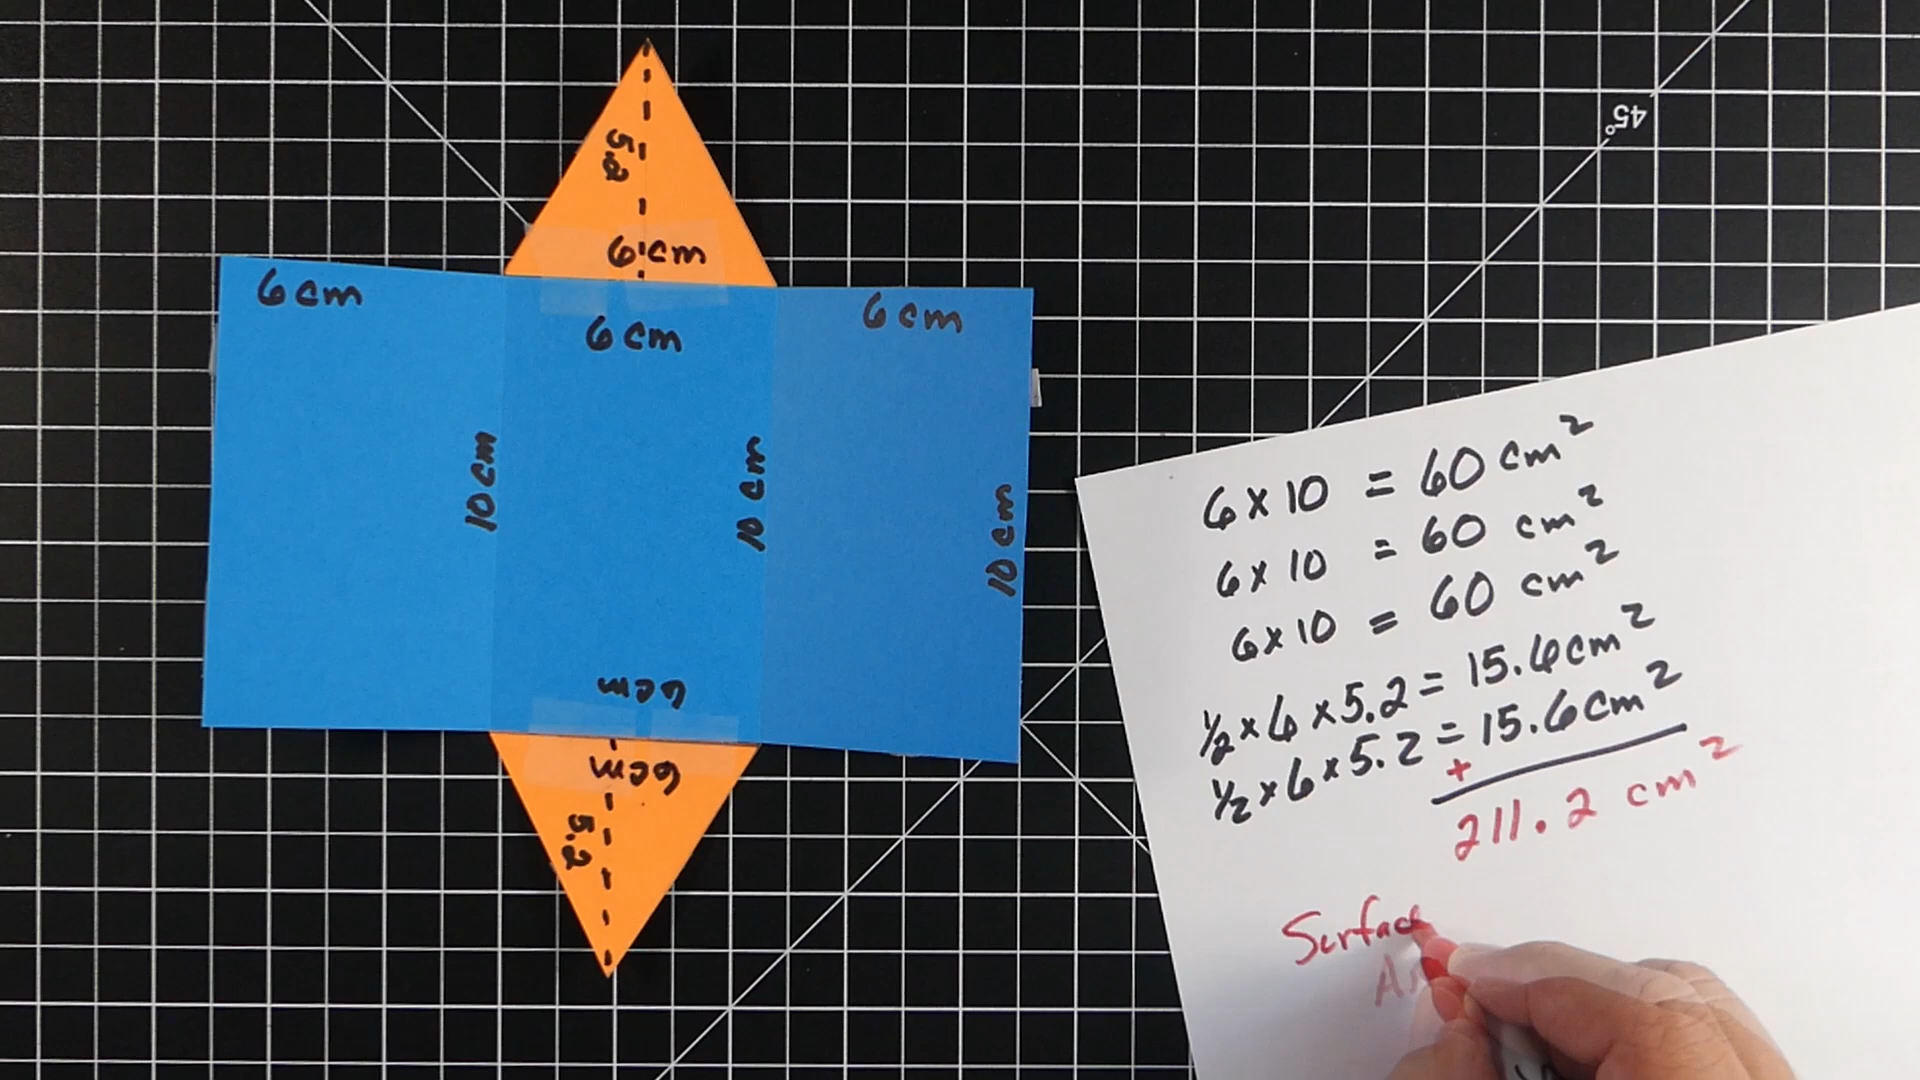 45°
5.2
6 cm
6 cm
6 cm
6 cm
10 cm
10 cm
10 cm
6 cm
6 cm
5.2
6 x 10 = 60 cm²
6 x 10 = 60 cm²
6 x 10 = 60 cm²
½ x 6 x 5.2 = 15.6 cm²
½ x 6 x 5.2 = 15.6 cm²
+
211.2 cm²
Surface